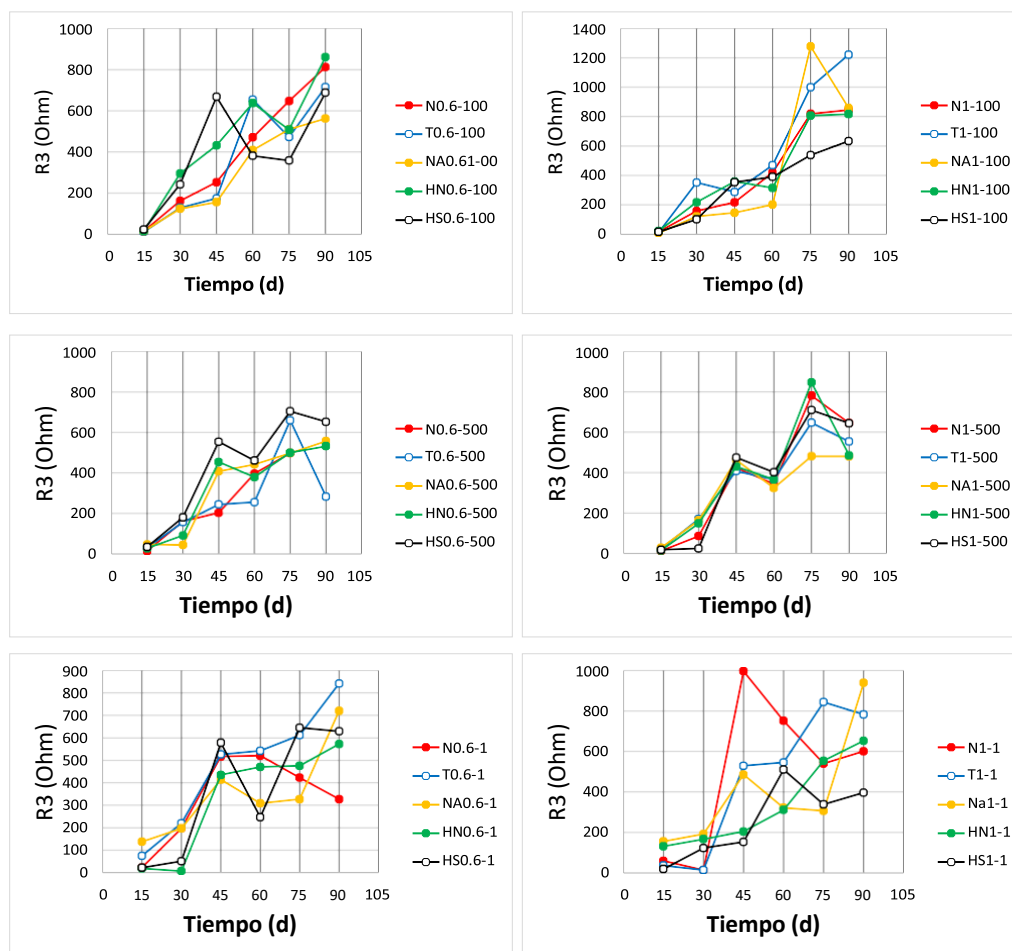 1000
800
600
400
200
0
R3 (Ohm)
0 15 30 45 60 75 90 105
Tiempo (d)
N0.6-100
T0.6-100
NA0.61-00
HN0.6-100
HS0.6-100
1400
1200
1000
800
600
400
200
0
R3 (Ohm)
0 15 30 45 60 75 90 105
Tiempo (d)
N1-100
T1-100
NA1-100
HN1-100
HS1-100
1000
800
600
400
200
0
R3 (Ohm)
0 15 30 45 60 75 90 105
Tiempo (d)
N0.6-500
T0.6-500
NA0.6-500
HN0.6-500
HS0.6-500
1000
800
600
400
200
0
R3 (Ohm)
0 15 30 45 60 75 90 105
Tiempo (d)
N1-500
T1-500
NA1-500
HN1-500
HS1-500
900
800
700
600
500
400
300
200
100
0
R3 (Ohm)
0 15 30 45 60 75 90 105
Tiempo (d)
N0.6-1
T0.6-1
NA0.6-1
HN0.6-1
HS0.6-1
1000
800
600
400
200
0
R3 (Ohm)
0 15 30 45 60 75 90 105
Tiempo (d)
N1-1
T1-1
Na1-1
HN1-1
HS1-1